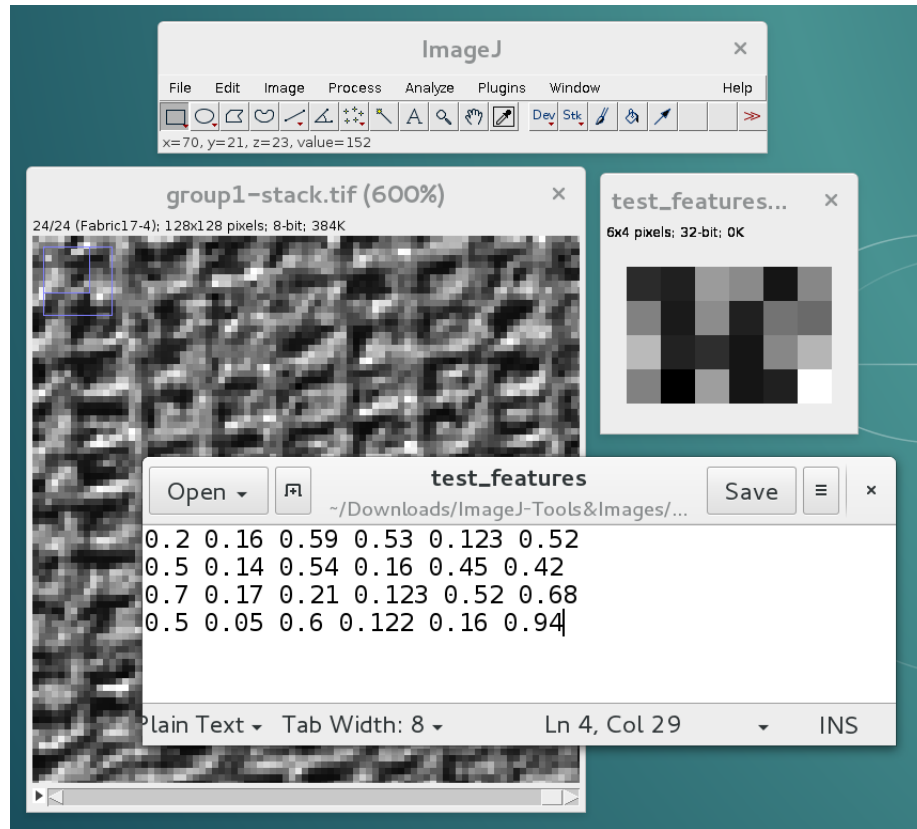 ImageJ
File Edit Image Process Analyze Plugins Window Help
A Dev Stk >>
x=70, y=21, z=23, value=152
group1-stack.tif (600%)
24/24 (Fabric17-4); 128x128 pixels; 8-bit; 384K
test_features...
6x4 pixels; 32-bit; 0K
Open
test_features
~/Downloads/ImageJ-Tools&Images/...
Save
0.2 0.16 0.59 0.53 0.123 0.52
0.5 0.14 0.54 0.16 0.45 0.42
0.7 0.17 0.21 0.123 0.52 0.68
0.5 0.05 0.6 0.122 0.16 0.94
Plain Text Tab Width: 8 Ln 4, Col 29 INS